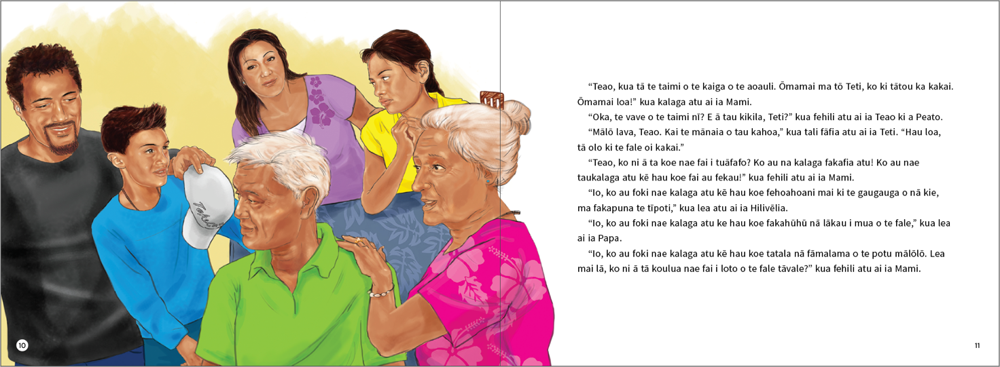 Tokelau
10
“Teao, kua tā te taimi o te kaiga o te aoauli. Ōmamai ma tō Teti, ko ki tātou ka kakai.
Ōmamai loa!” kua kalaga atu ai ia Mami.
“Oka, te vave o te taimi nī? E ā tau kikila, Teti?” kua fehili atu ai ia Teao ki a Peato.
“Mālō lava, Teao. Kai te mānaia o tau kahoa,” kua tali fāfia atu ai ia Teti. “Hau loa,
tā olo ki te fale oi kakai.”
“Teao, ko ni ā ta koe nae fai i tuāfafo? Ko au na kalaga fakafia atu! Ko au nae
taukalaga atu kē hau koe fai au fekau!” kua fehili atu ai ia Mami.
“Io, ko au foki nae kalaga atu kē hau koe fehoahoani mai ki te gaugauga o nā kie,
ma fakapuna te tīpoti,” kua lea atu ai ia Hilivēlia.
“Io, ko au foki nae kalaga atu ke hau koe fakahūhū nā lākau i mua o te fale,” kua lea
ai ia Papa.
“Io, ko au foki nae kalaga atu kē hau koe tatala nā fāmalama o te potu mālōlō. Lea
mai lā, ko ni ā tā koulua nae fai i loto o te fale tāvale?” kua fehili atu ai ia Mami.
11